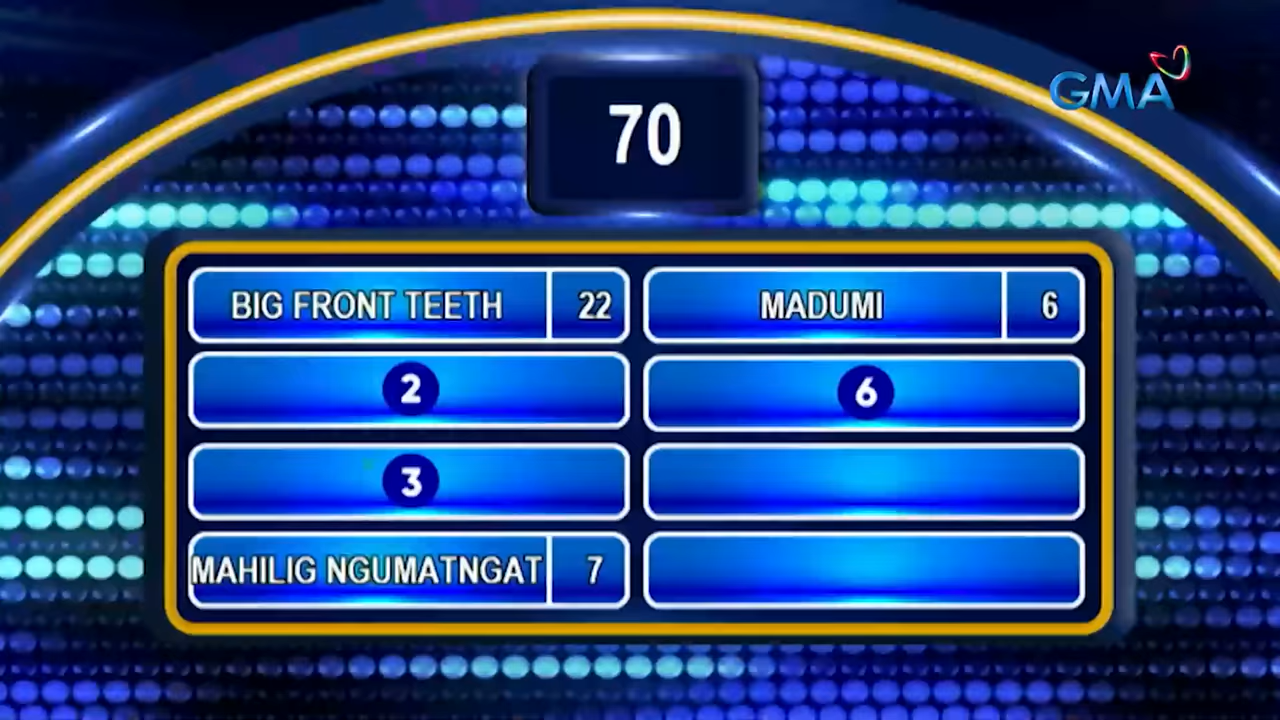 GMA
70
BIG FRONT TEETH 22
2
3
MAHILIG NGUMATNGAT 7
MADUMI 6
6